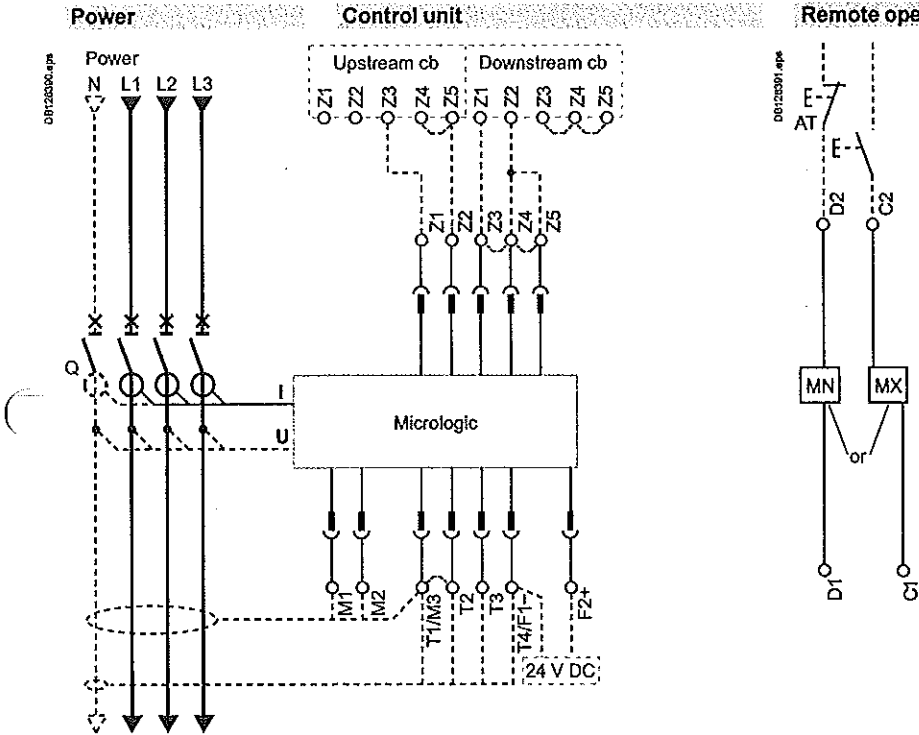 Power
Control unit
Remote ope
DB128390.eps
Power
N L1 L2 L3
Upstream cb
Downstream cb
Z1 Z2 Z3 Z4 Z5 Z1 Z2 Z3 Z4 Z5
Z1 Z2 Z3 Z4 Z5
Q
I
U
Micrologic
M1 M2 T1/M3 T2 T3 T4/F1– F2+
24 V DC
DB128391.eps
E
AT
E
D2 C2
MN MX
or
D1 C1